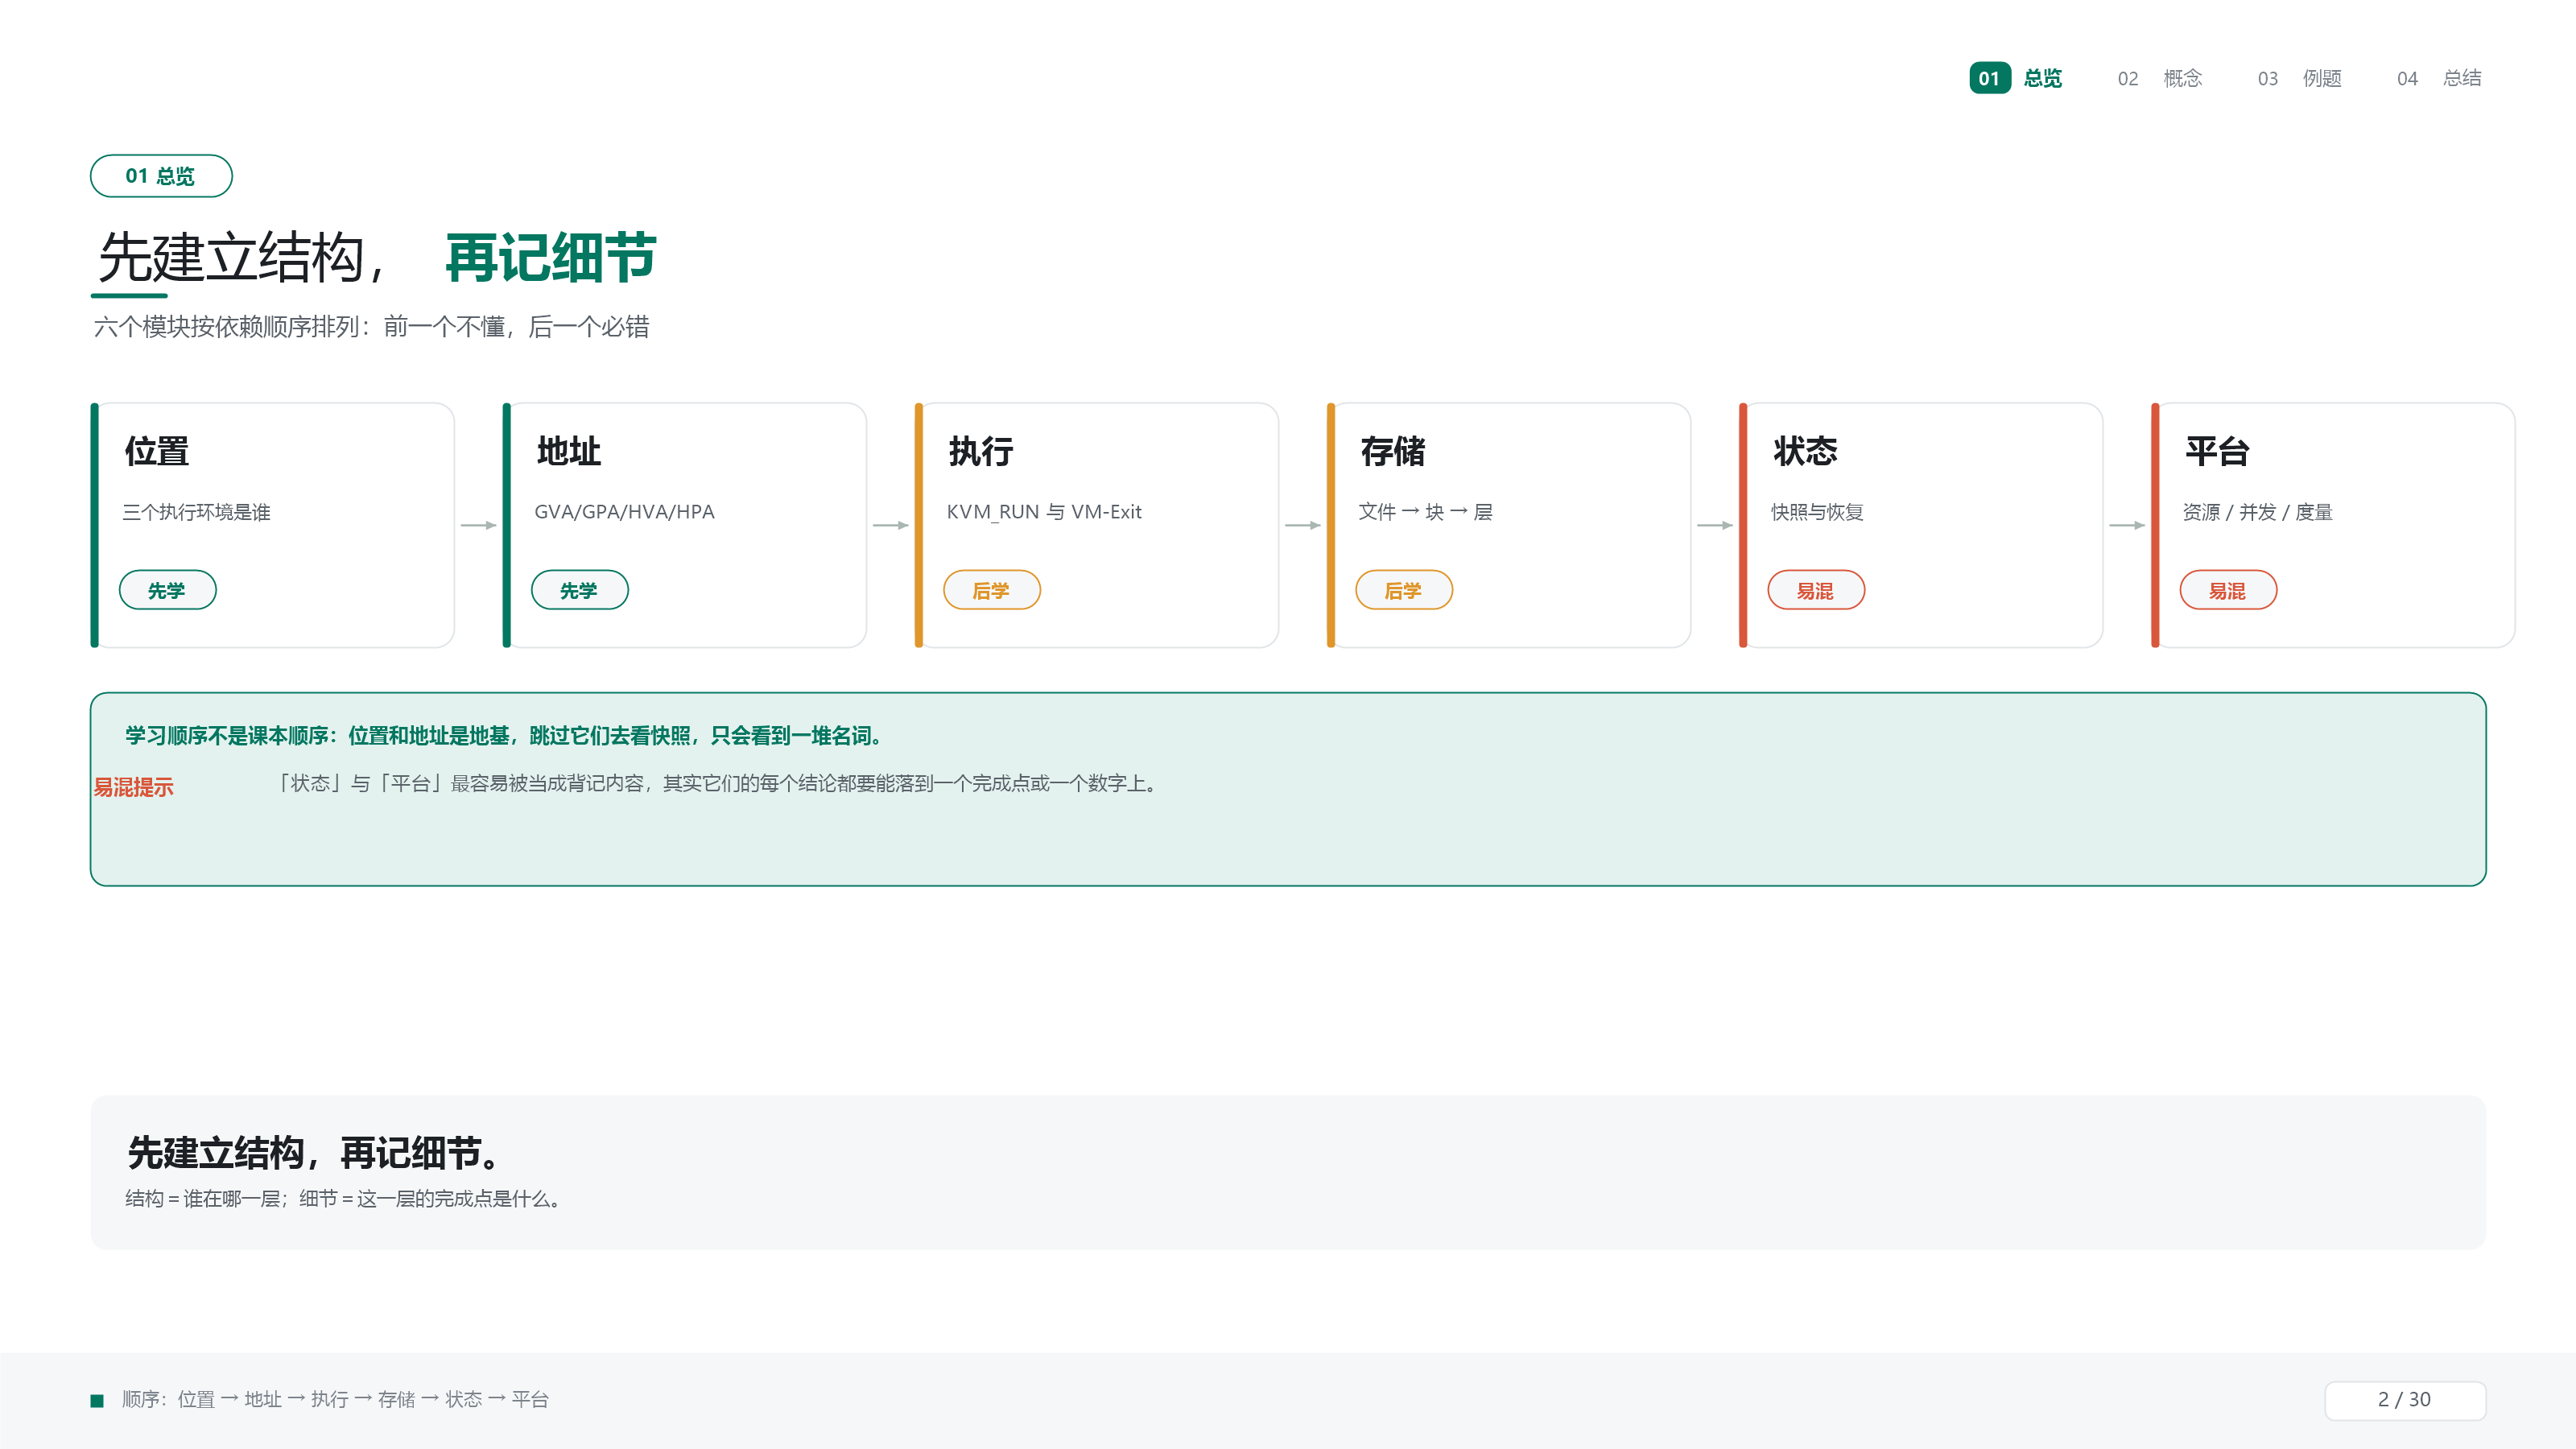 01 总览 02 概念 03 例题 04 总结
01 总览
先建立结构， 再记细节
六个模块按依赖顺序排列：前一个不懂，后一个必错
位置
三个执行环境是谁
先学
地址
GVA/GPA/HVA/HPA
先学
执行
KVM_RUN 与 VM-Exit
后学
存储
文件 → 块 → 层
后学
状态
快照与恢复
易混
平台
资源 / 并发 / 度量
易混
学习顺序不是课本顺序：位置和地址是地基，跳过它们去看快照，只会看到一堆名词。
易混提示 「状态」与「平台」最容易被当成背记内容，其实它们的每个结论都要能落到一个完成点或一个数字上。
先建立结构，再记细节。
结构 = 谁在哪一层；细节 = 这一层的完成点是什么。
顺序：位置 → 地址 → 执行 → 存储 → 状态 → 平台
2 / 30